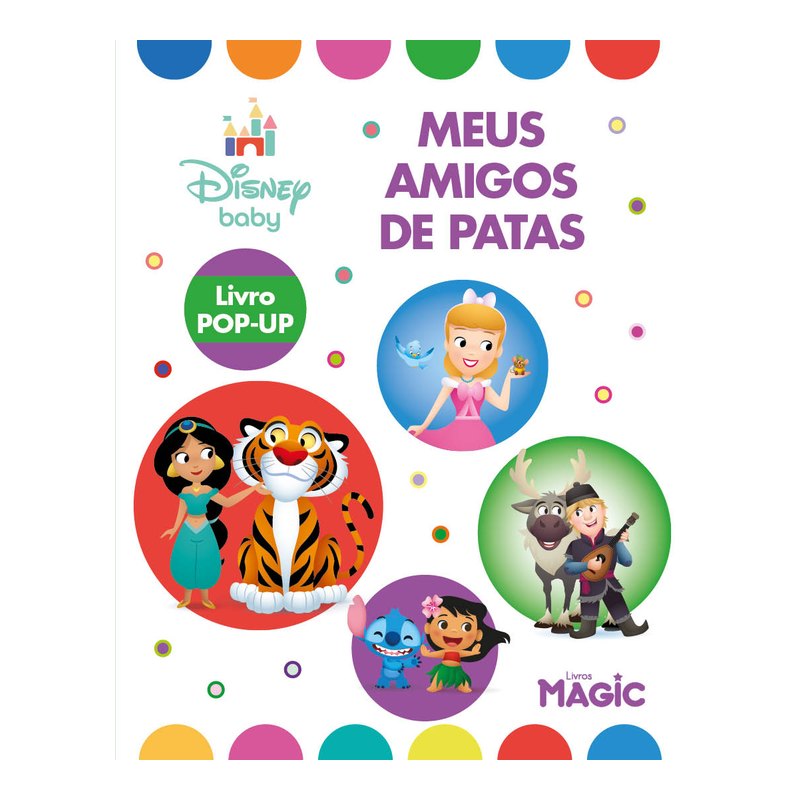 Disney
baby
MEUS
AMIGOS
DE PATAS
Livro
POP-UP
Livros
MAGIC